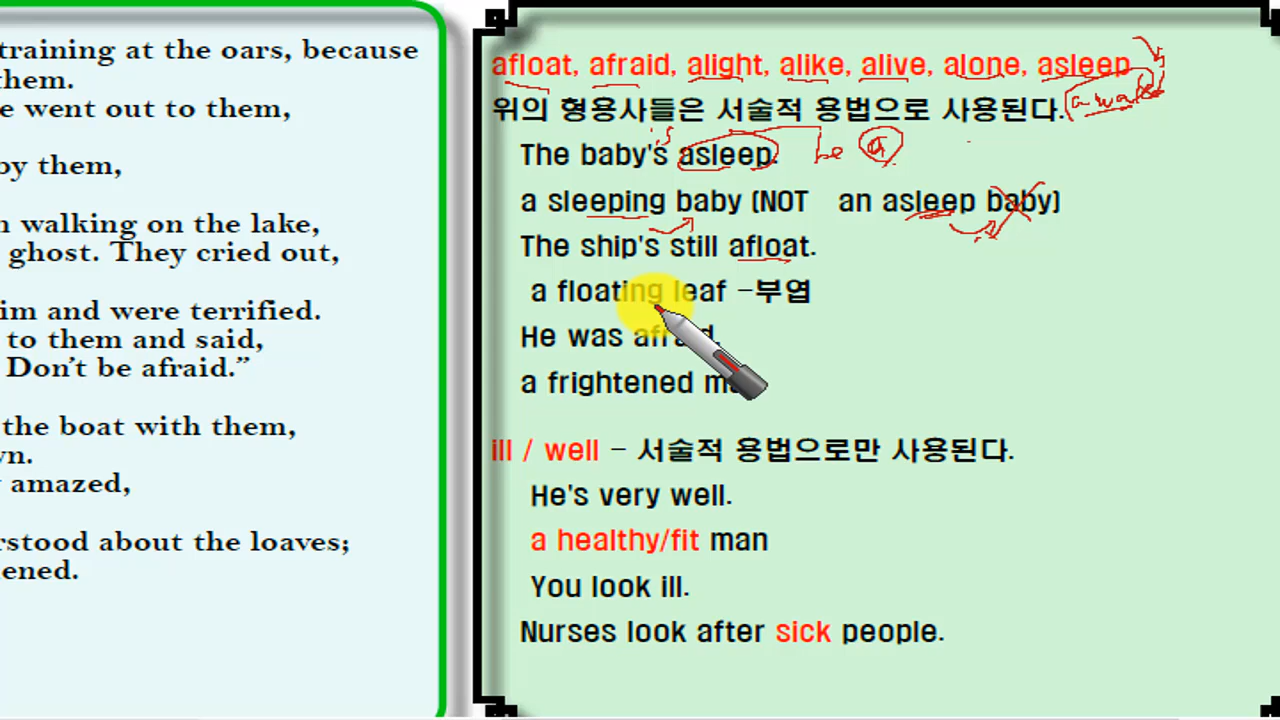 training at the oars, because
them.
e went out to them,
by them,
n walking on the lake,
ghost. They cried out,
im and were terrified.
to them and said,
Don't be afraid."
the boat with them,
wn.
amazed,
rstood about the loaves;
ened.
afloat, afraid, alight, alike, alive, alone, asleep
위의 형용사들은 서술적 용법으로 사용된다.
is
The baby's asleep. be a
a sleeping baby (NOT an asleep baby)
The ship's still afloat.
a floating leaf -부엽
He was afraid.
a frightened
ill / well - 서술적 용법으로만 사용된다.
He's very well.
a healthy/fit man
You look ill.
Nurses look after sick people.